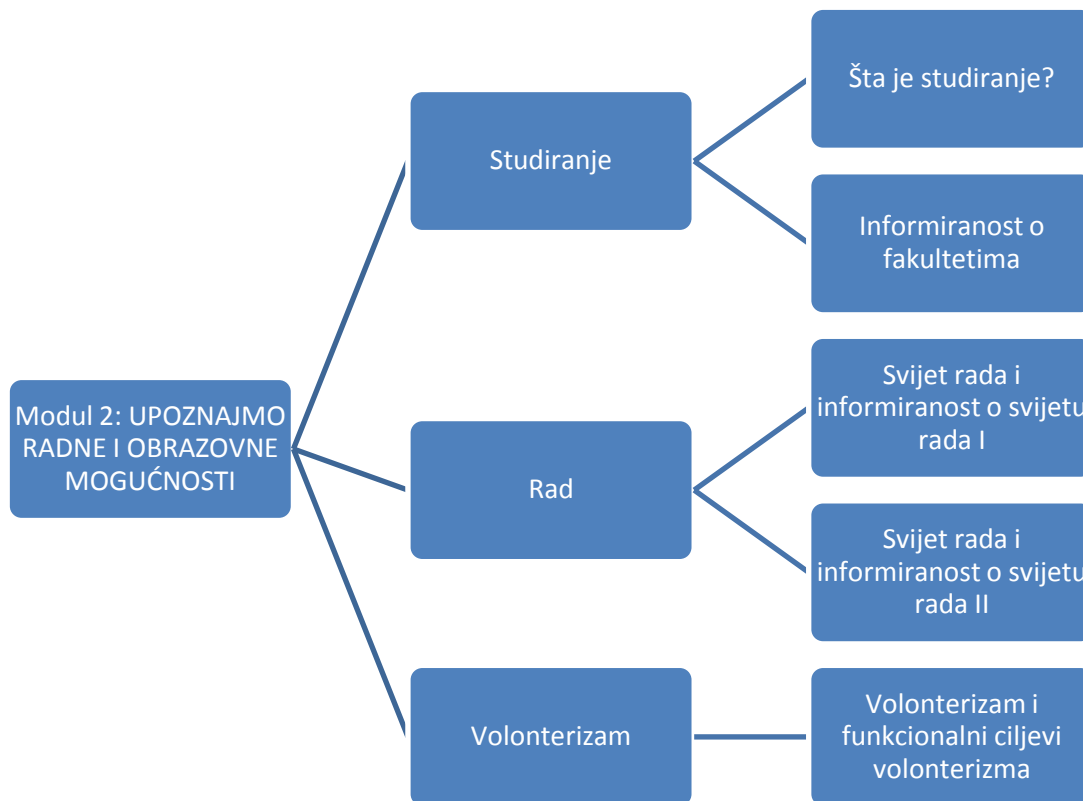 Šta je studiranje?
Studiranje
Informiranost o
fakultetima
Modul 2: UPOZNAJMO
RADNE I OBRAZOVNE
MOGUĆNOSTI
Svijet rada i
informiranost o svijetu
rada I
Rad
Svijet rada i
informiranost o svijetu
rada II
Volonterizam
Volonterizam i
funkcionalni ciljevi
volonterizma